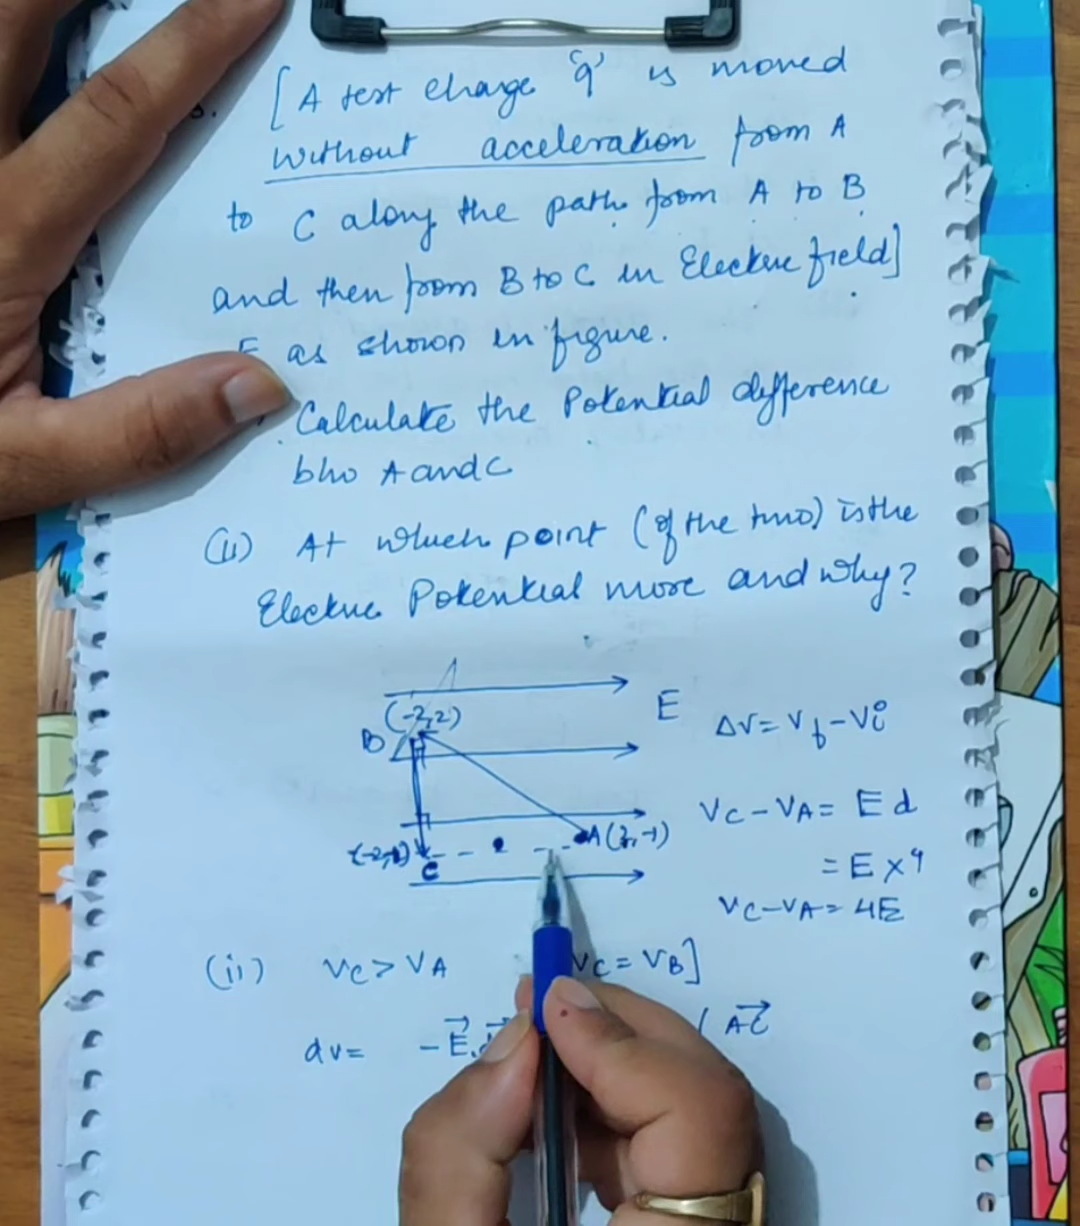 [A test charge 'q' is moved
without acceleration from A
to C along the path from A to B
and then from B to C in Electric field]
E as shown in figure.
Calculate the Potential difference
b/w A and C
(ii) At which point (of the two) is the
Electric Potential more and why?
E
(-2,2)
B
ΔV = Vf - Vi
VC - VA = Ed
A(2,-1)
C
= E x 4
VC - VA = 4E
(ii) VC > VA VC = VB]
dv = -E⃗.
AC⃗